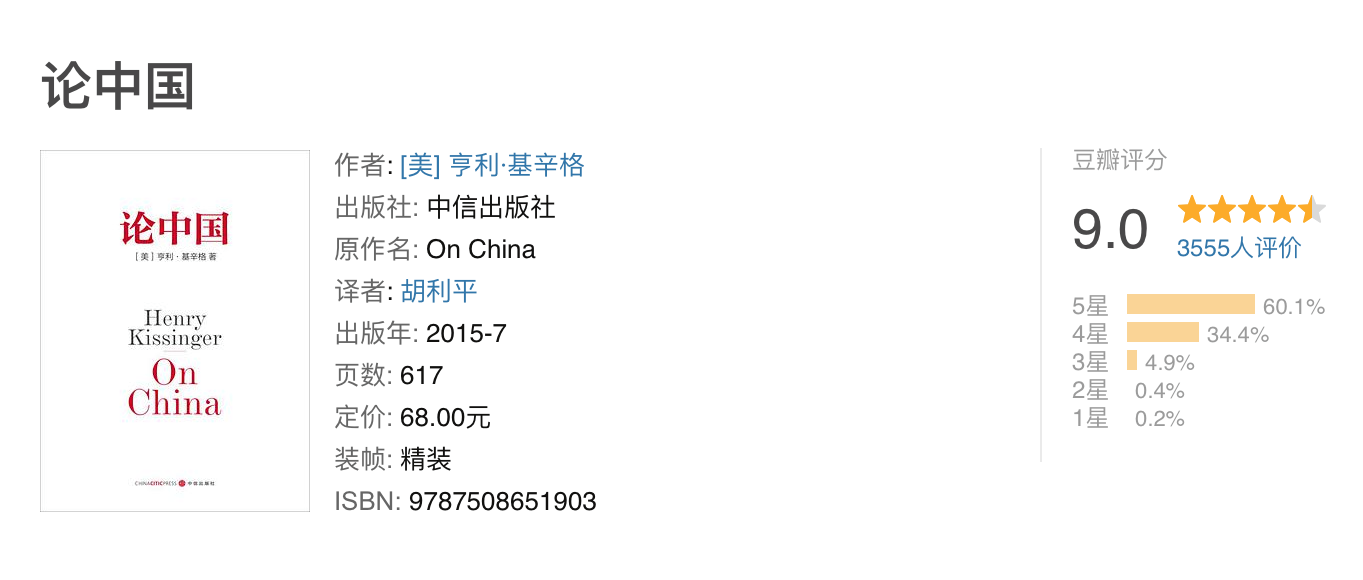 论中国
论中国
[ 美 ] 亨利 · 基辛格 著
Henry
Kissinger
On
China
CHINACITICPRESS 中信出版社
作者: [美] 亨利·基辛格
出版社: 中信出版社
原作名: On China
译者: 胡利平
出版年: 2015-7
页数: 617
定价: 68.00元
装帧: 精装
ISBN: 9787508651903
豆瓣评分
9.0
3555人评价
5星 60.1%
4星 34.4%
3星 4.9%
2星 0.4%
1星 0.2%